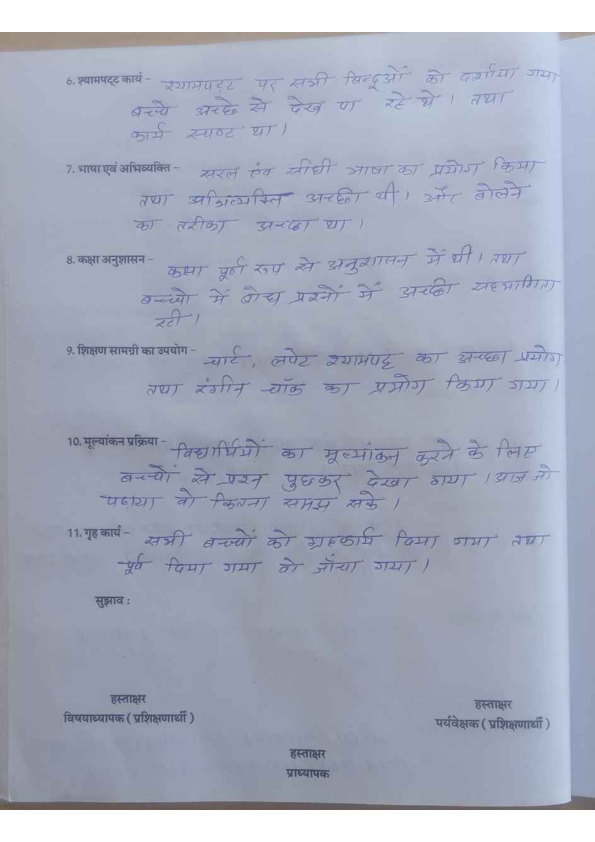 6. श्यामपट्ट कार्य – श्यामपट्ट पर सभी बिन्दुओं को दर्शाया गया
बच्चे अच्छे से देख पा रहे थे । तथा
कार्य स्पष्ट था ।
7. भाषा एवं अभिव्यक्ति – सरल एंव सीधी भाषा का प्रयोग किया
तथा अभिव्यक्ति अच्छी थी । और बोलने
का तरीका अच्छा था ।
8. कक्षा अनुशासन – कक्षा पूर्ण रूप से अनुशासन में थी । तथा
बच्चो में बोध प्रश्नों में अच्छी सहभागिता
रही ।
9. शिक्षण सामग्री का उपयोग – चार्ट, लपेट श्यामपट्ट का अच्छा प्रयोग
तथा रंगीन चॉक का प्रयोग किया गया ।
10. मूल्यांकन प्रक्रिया – विद्यार्थियों का मूल्यांकन करने के लिए
बच्चों से प्रश्न पुछकर देखा गया । आज जो
पढाया वो कितना समझ सके ।
11. गृह कार्य – सभी बच्चों को ग्रहकार्य दिया गया तथा
पूर्व दिया गया वो जाँचा गया ।
सुझाव :
हस्ताक्षर
विषयाध्यापक ( प्रशिक्षणार्थी )
हस्ताक्षर
पर्यवेक्षक ( प्रशिक्षणार्थी )
हस्ताक्षर
प्राध्यापक